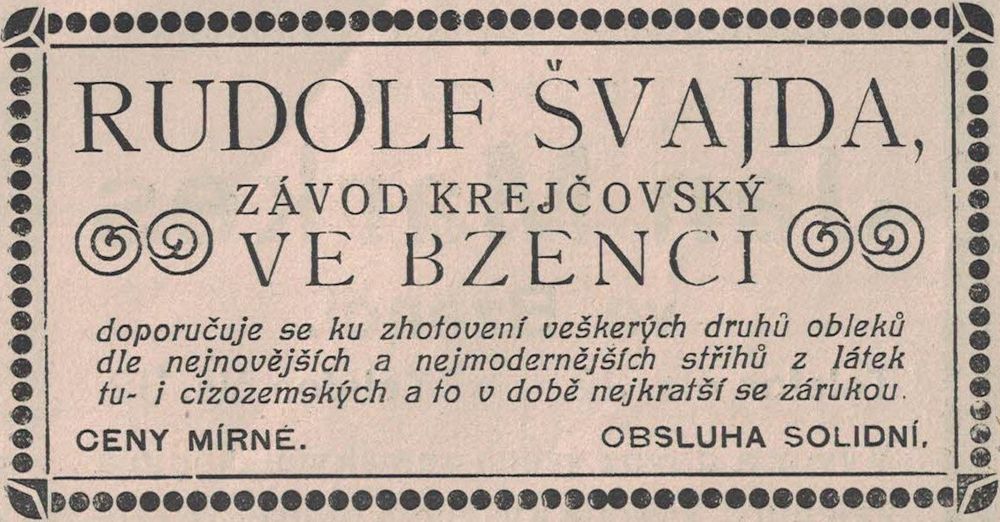 RUDOLF ŠVAJDA,
ZÁVOD KREJČOVSKÝ
VE BZENCI
doporučuje se ku zhotovení veškerých druhů obleků
dle nejnovějších a nejmodernějších střihů z látek
tu- i cizozemských a to v době nejkratší se zárukou.
CENY MÍRNÉ. OBSLUHA SOLIDNÍ.